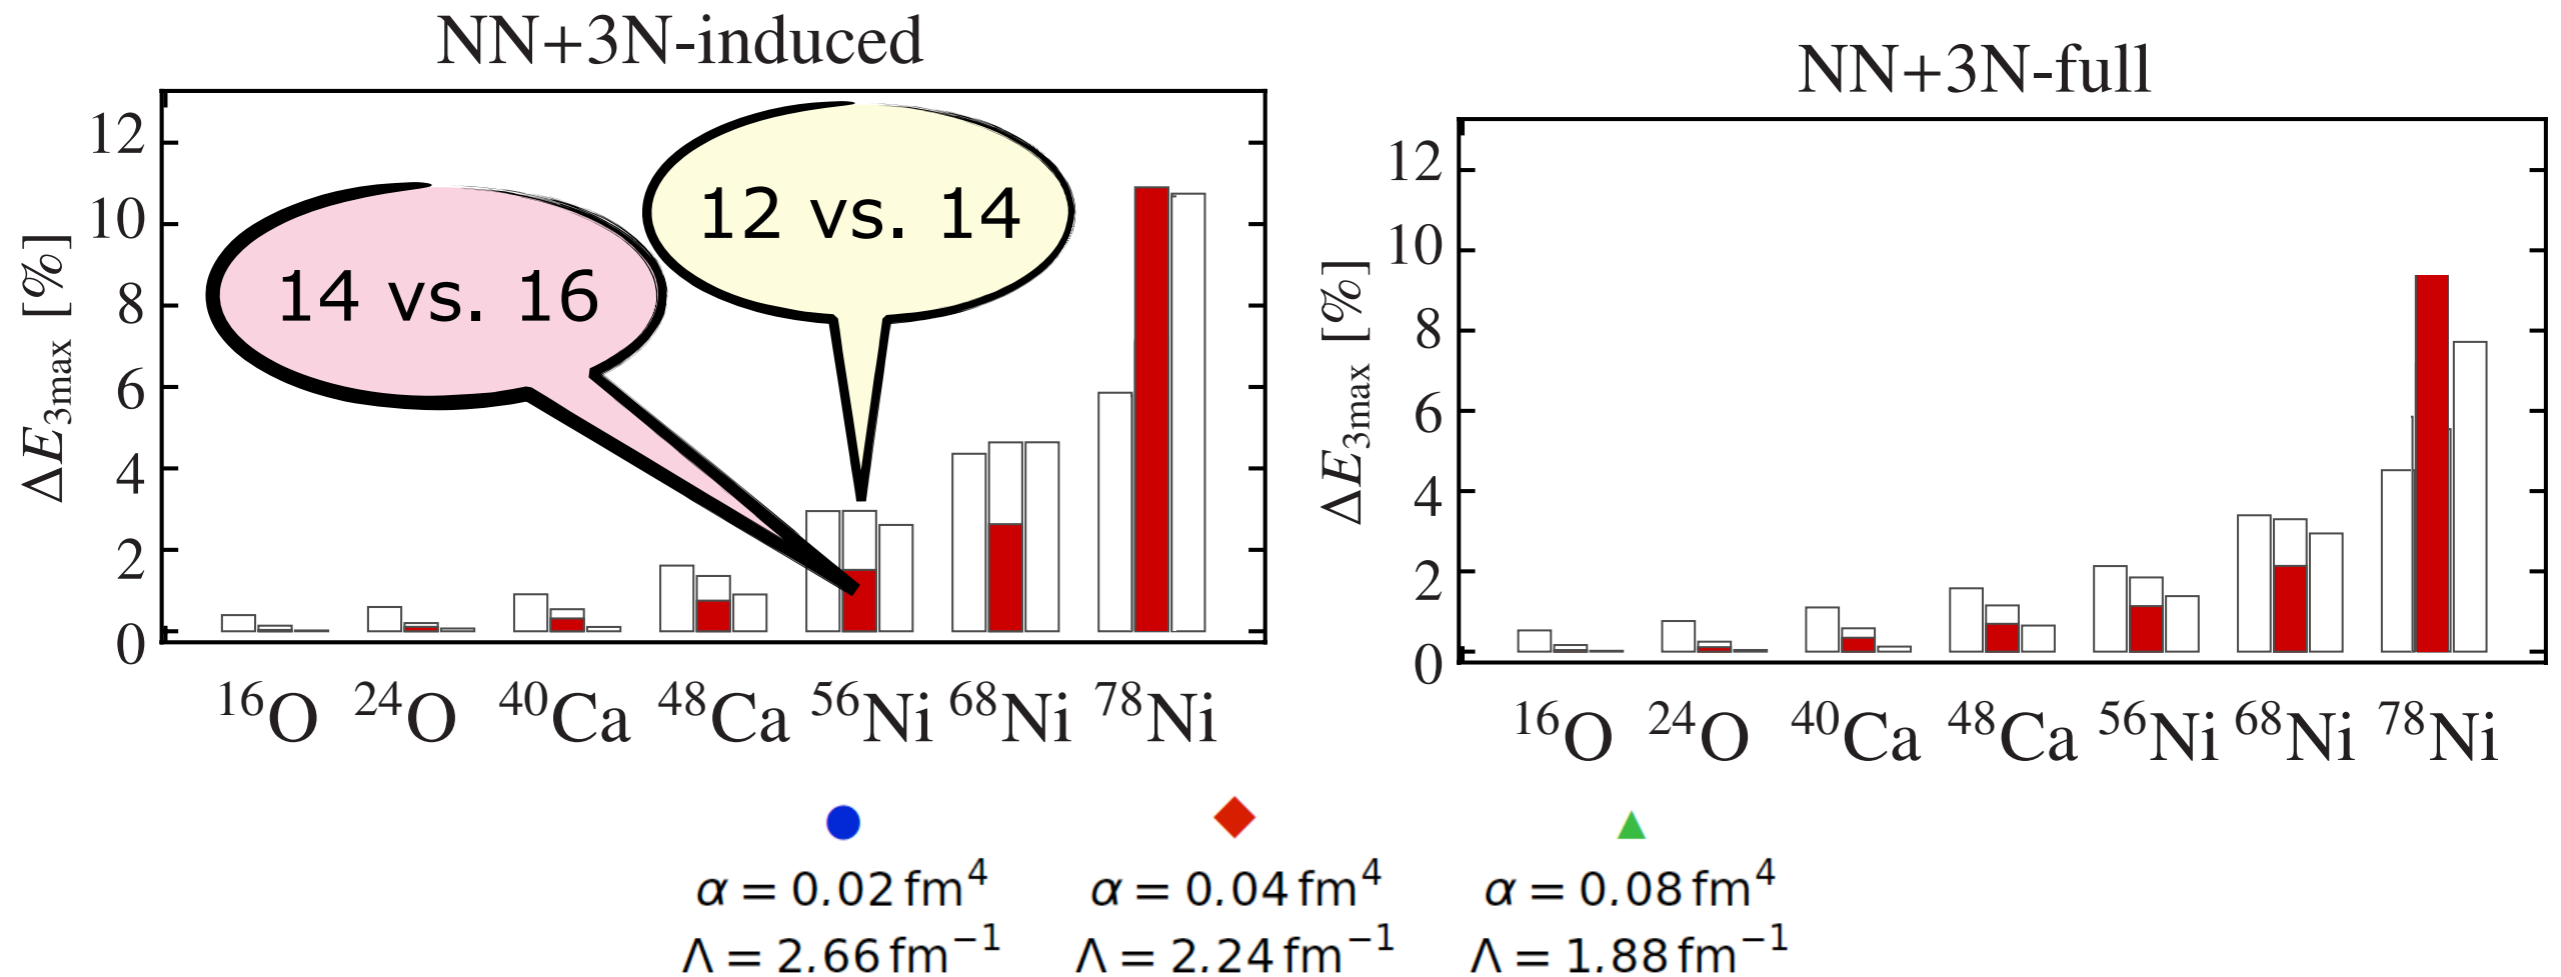 NN+3N-induced
12
10
8
6
4
2
0
ΔE3max [%]
14 vs. 16
12 vs. 14
16O 24O 40Ca 48Ca 56Ni 68Ni 78Ni
NN+3N-full
12
10
8
6
4
2
0
ΔE3max [%]
16O 24O 40Ca 48Ca 56Ni 68Ni 78Ni
α = 0.02 fm⁴ α = 0.04 fm⁴ α = 0.08 fm⁴
Λ = 2.66 fm⁻¹ Λ = 2.24 fm⁻¹ Λ = 1.88 fm⁻¹